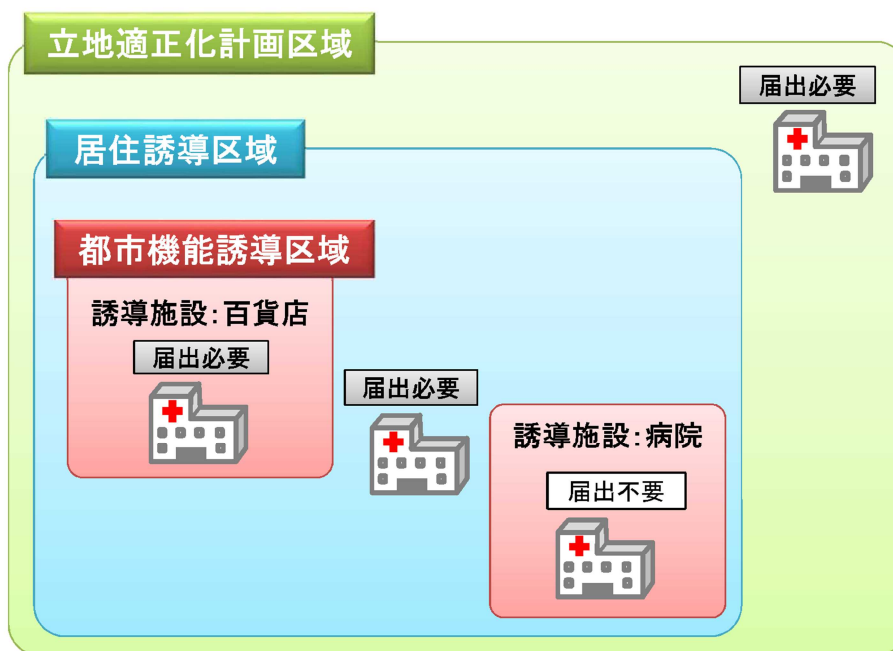 立地適正化計画区域
届出必要
居住誘導区域
都市機能誘導区域
誘導施設:百貨店
届出必要
届出必要
誘導施設:病院
届出不要